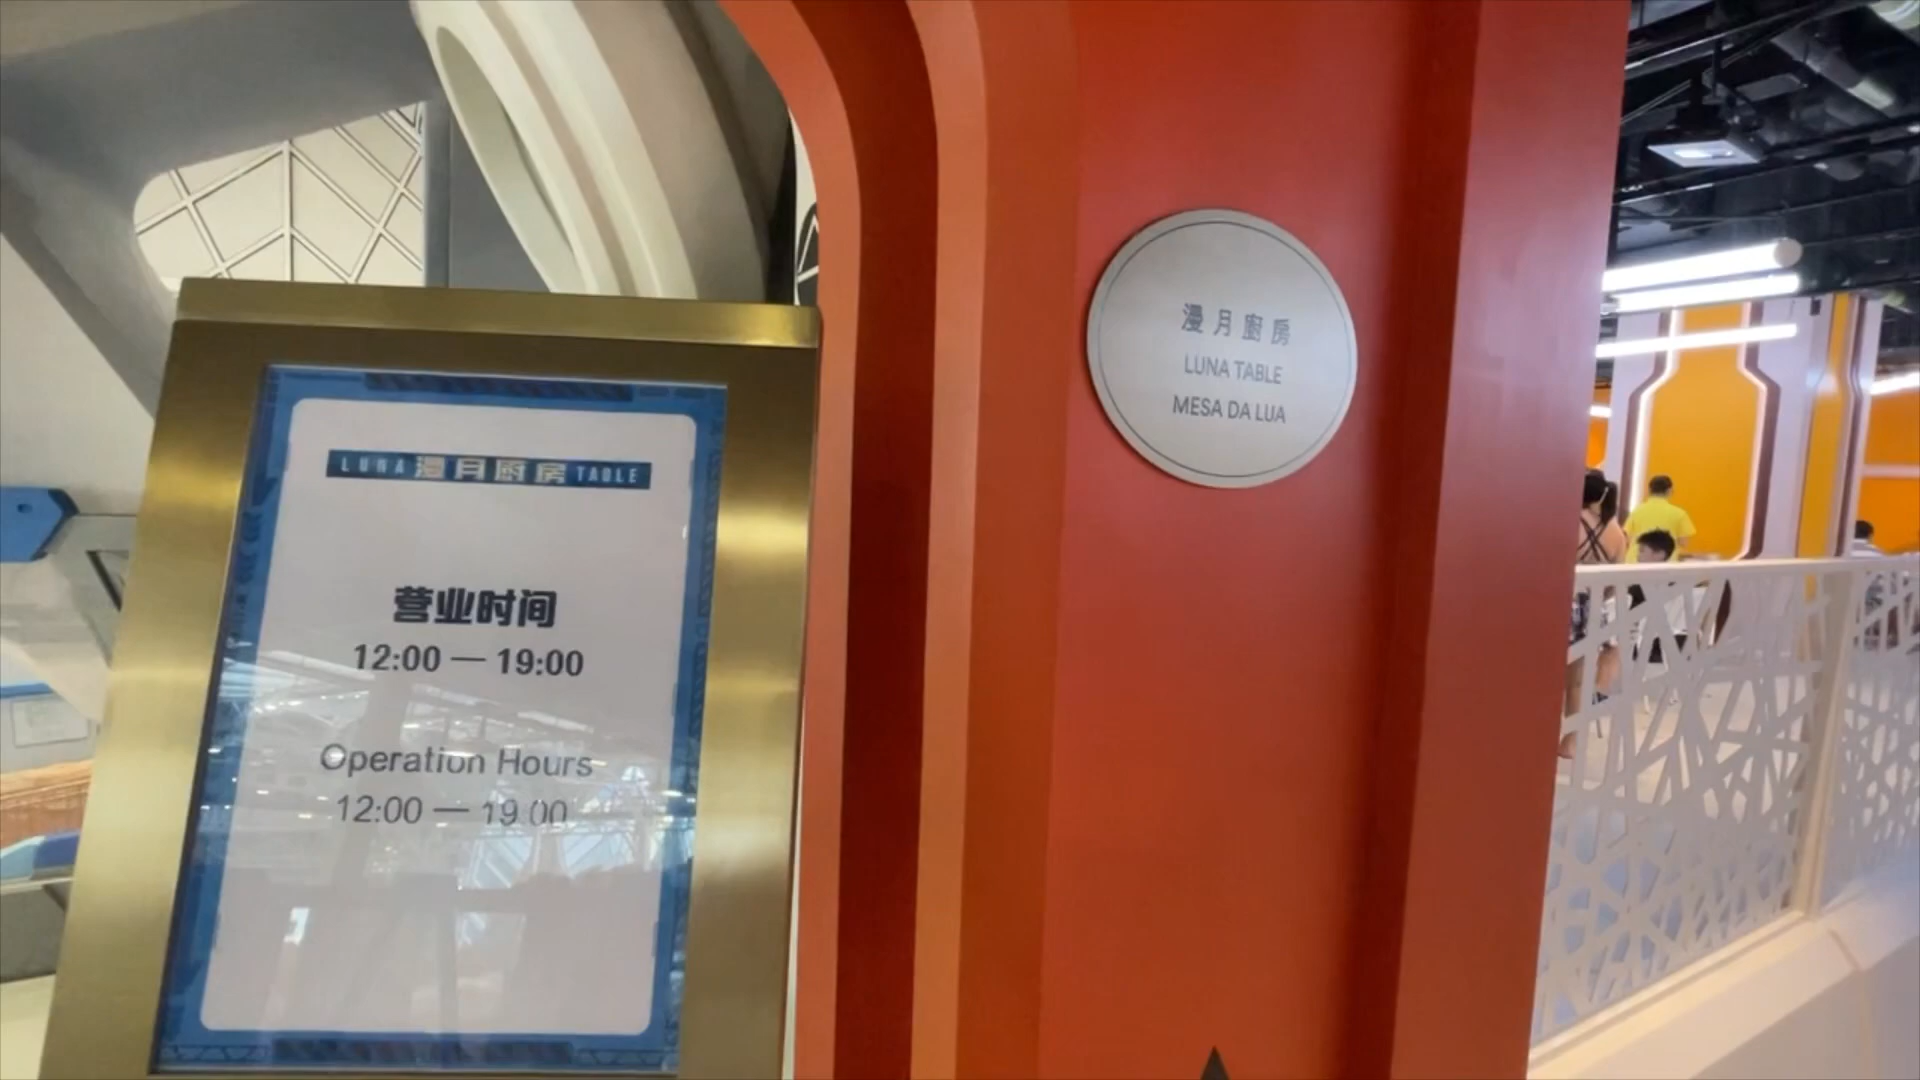 LUNA 漫月厨房 TABLE
营业时间
12:00 — 19:00
Operation Hours
12:00 — 19:00
漫月廚房
LUNA TABLE
MESA DA LUA